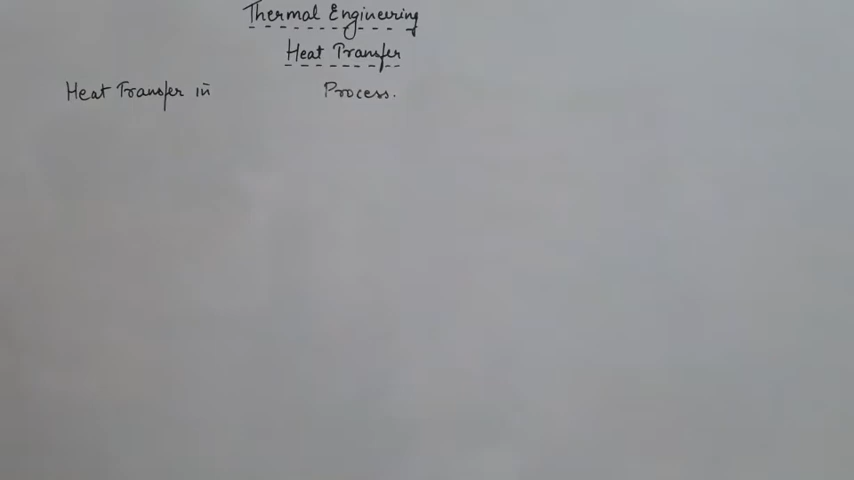 Thermal Engineering
Heat Transfer
Heat Transfer in Process.